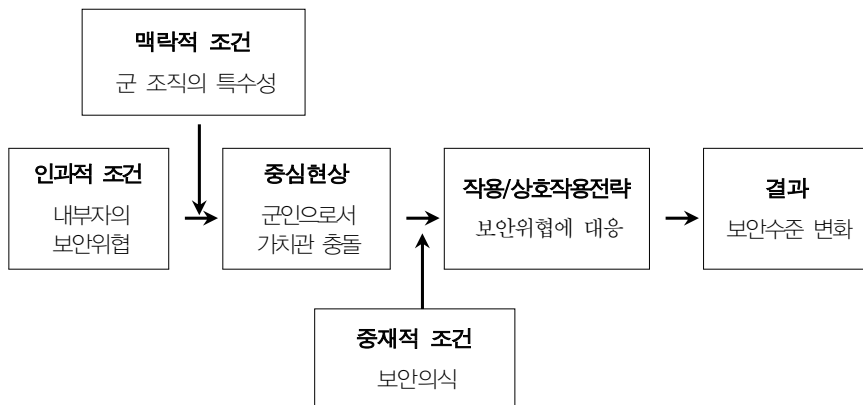 맥락적 조건
군 조직의 특수성
인과적 조건
내부자의
보안위협
중심현상
군인으로서
가치관 충돌
작용/상호작용전략
보안위협에 대응
결과
보안수준 변화
중재적 조건
보안의식